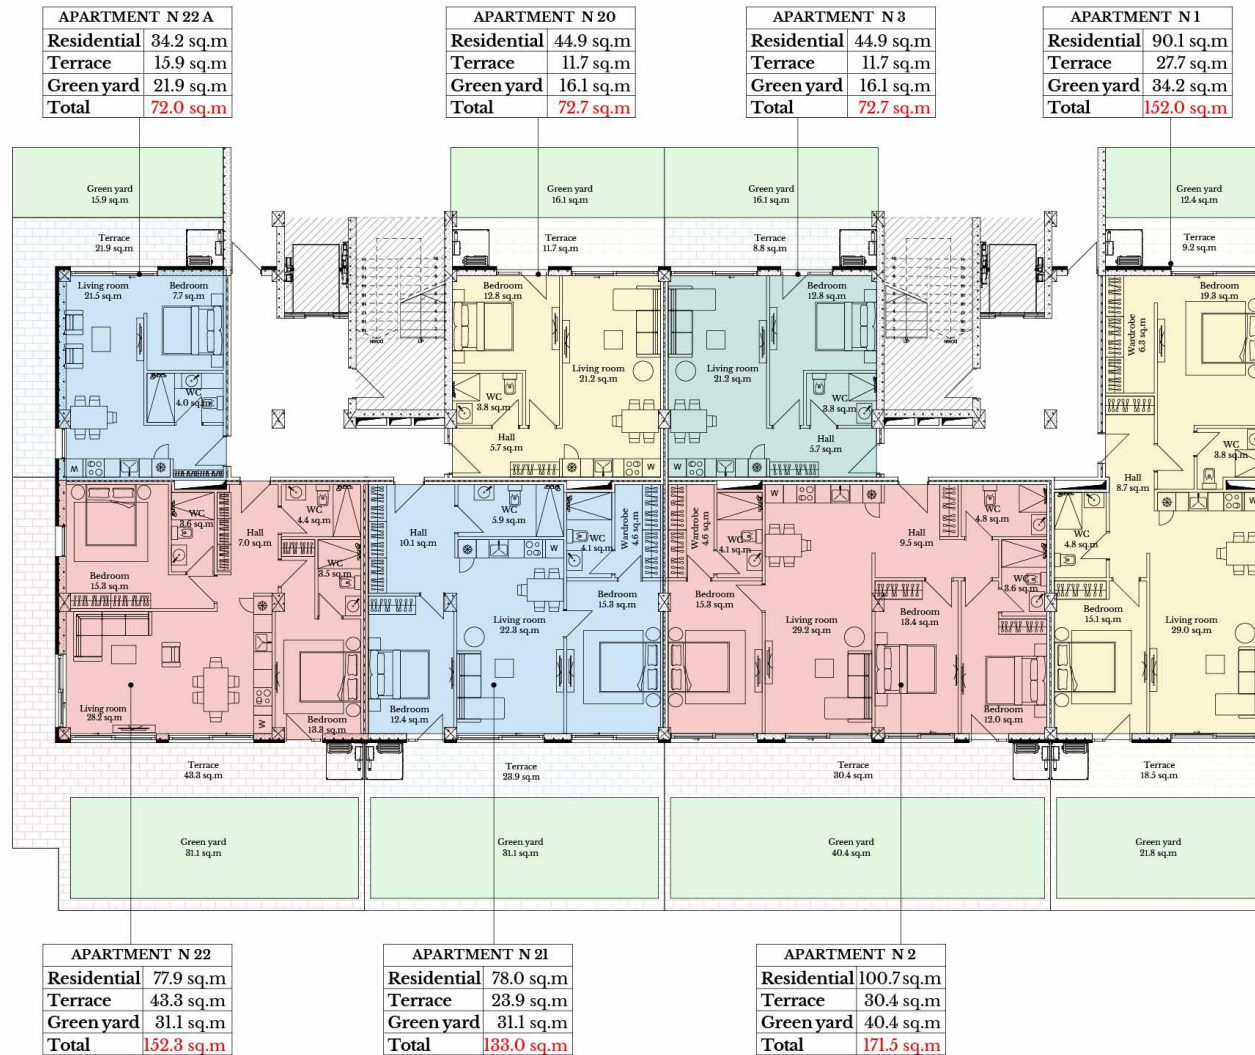 APARTMENT N 22 A
Residential 34.2 sq.m
Terrace 15.9 sq.m
Green yard 21.9 sq.m
Total 72.0 sq.m
APARTMENT N 20
Residential 44.9 sq.m
Terrace 11.7 sq.m
Green yard 16.1 sq.m
Total 72.7 sq.m
APARTMENT N 3
Residential 44.9 sq.m
Terrace 11.7 sq.m
Green yard 16.1 sq.m
Total 72.7 sq.m
APARTMENT N 1
Residential 90.1 sq.m
Terrace 27.7 sq.m
Green yard 34.2 sq.m
Total 152.0 sq.m
Green yard
15.9 sq.m
Terrace
21.9 sq.m
Living room
21.5 sq.m
Bedroom
7.7 sq.m
WC
4.0 sq.m
W
Green yard
16.1 sq.m
Terrace
11.7 sq.m
Bedroom
12.8 sq.m
Living room
21.2 sq.m
WC
3.8 sq.m
Hall
5.7 sq.m
W
Green yard
16.1 sq.m
Terrace
8.8 sq.m
Bedroom
12.8 sq.m
Living room
21.2 sq.m
WC
3.8 sq.m
Hall
5.7 sq.m
W
DOWN
UP
UP
DOWN
Green yard
12.4 sq.m
Terrace
9.2 sq.m
Bedroom
19.3 sq.m
Wardrobe
6.3 sq.m
WC
3.8 sq.m
Hall
8.7 sq.m
W
WC
4.8 sq.m
Bedroom
15.1 sq.m
Living room
29.0 sq.m
Terrace
18.5 sq.m
Green yard
21.8 sq.m
WC
3.6 sq.m
Hall
7.0 sq.m
WC
4.4 sq.m
WC
3.5 sq.m
Bedroom
15.3 sq.m
Living room
28.2 sq.m
W
Bedroom
13.3 sq.m
Terrace
43.3 sq.m
Green yard
31.1 sq.m
Hall
10.1 sq.m
WC
5.9 sq.m
W
WC
4.1 sq.m
Wardrobe
4.6 sq.m
Bedroom
15.3 sq.m
Living room
22.3 sq.m
Bedroom
12.4 sq.m
Terrace
23.9 sq.m
Green yard
31.1 sq.m
Wardrobe
4.6 sq.m
WC
4.1 sq.m
W
Hall
9.5 sq.m
WC
4.8 sq.m
WC
3.6 sq.m
Bedroom
15.3 sq.m
Living room
29.2 sq.m
Bedroom
13.4 sq.m
Bedroom
12.0 sq.m
Terrace
30.4 sq.m
Green yard
40.4 sq.m
APARTMENT N 22
Residential 77.9 sq.m
Terrace 43.3 sq.m
Green yard 31.1 sq.m
Total 152.3 sq.m
APARTMENT N 21
Residential 78.0 sq.m
Terrace 23.9 sq.m
Green yard 31.1 sq.m
Total 133.0 sq.m
APARTMENT N 2
Residential 100.7 sq.m
Terrace 30.4 sq.m
Green yard 40.4 sq.m
Total 171.5 sq.m